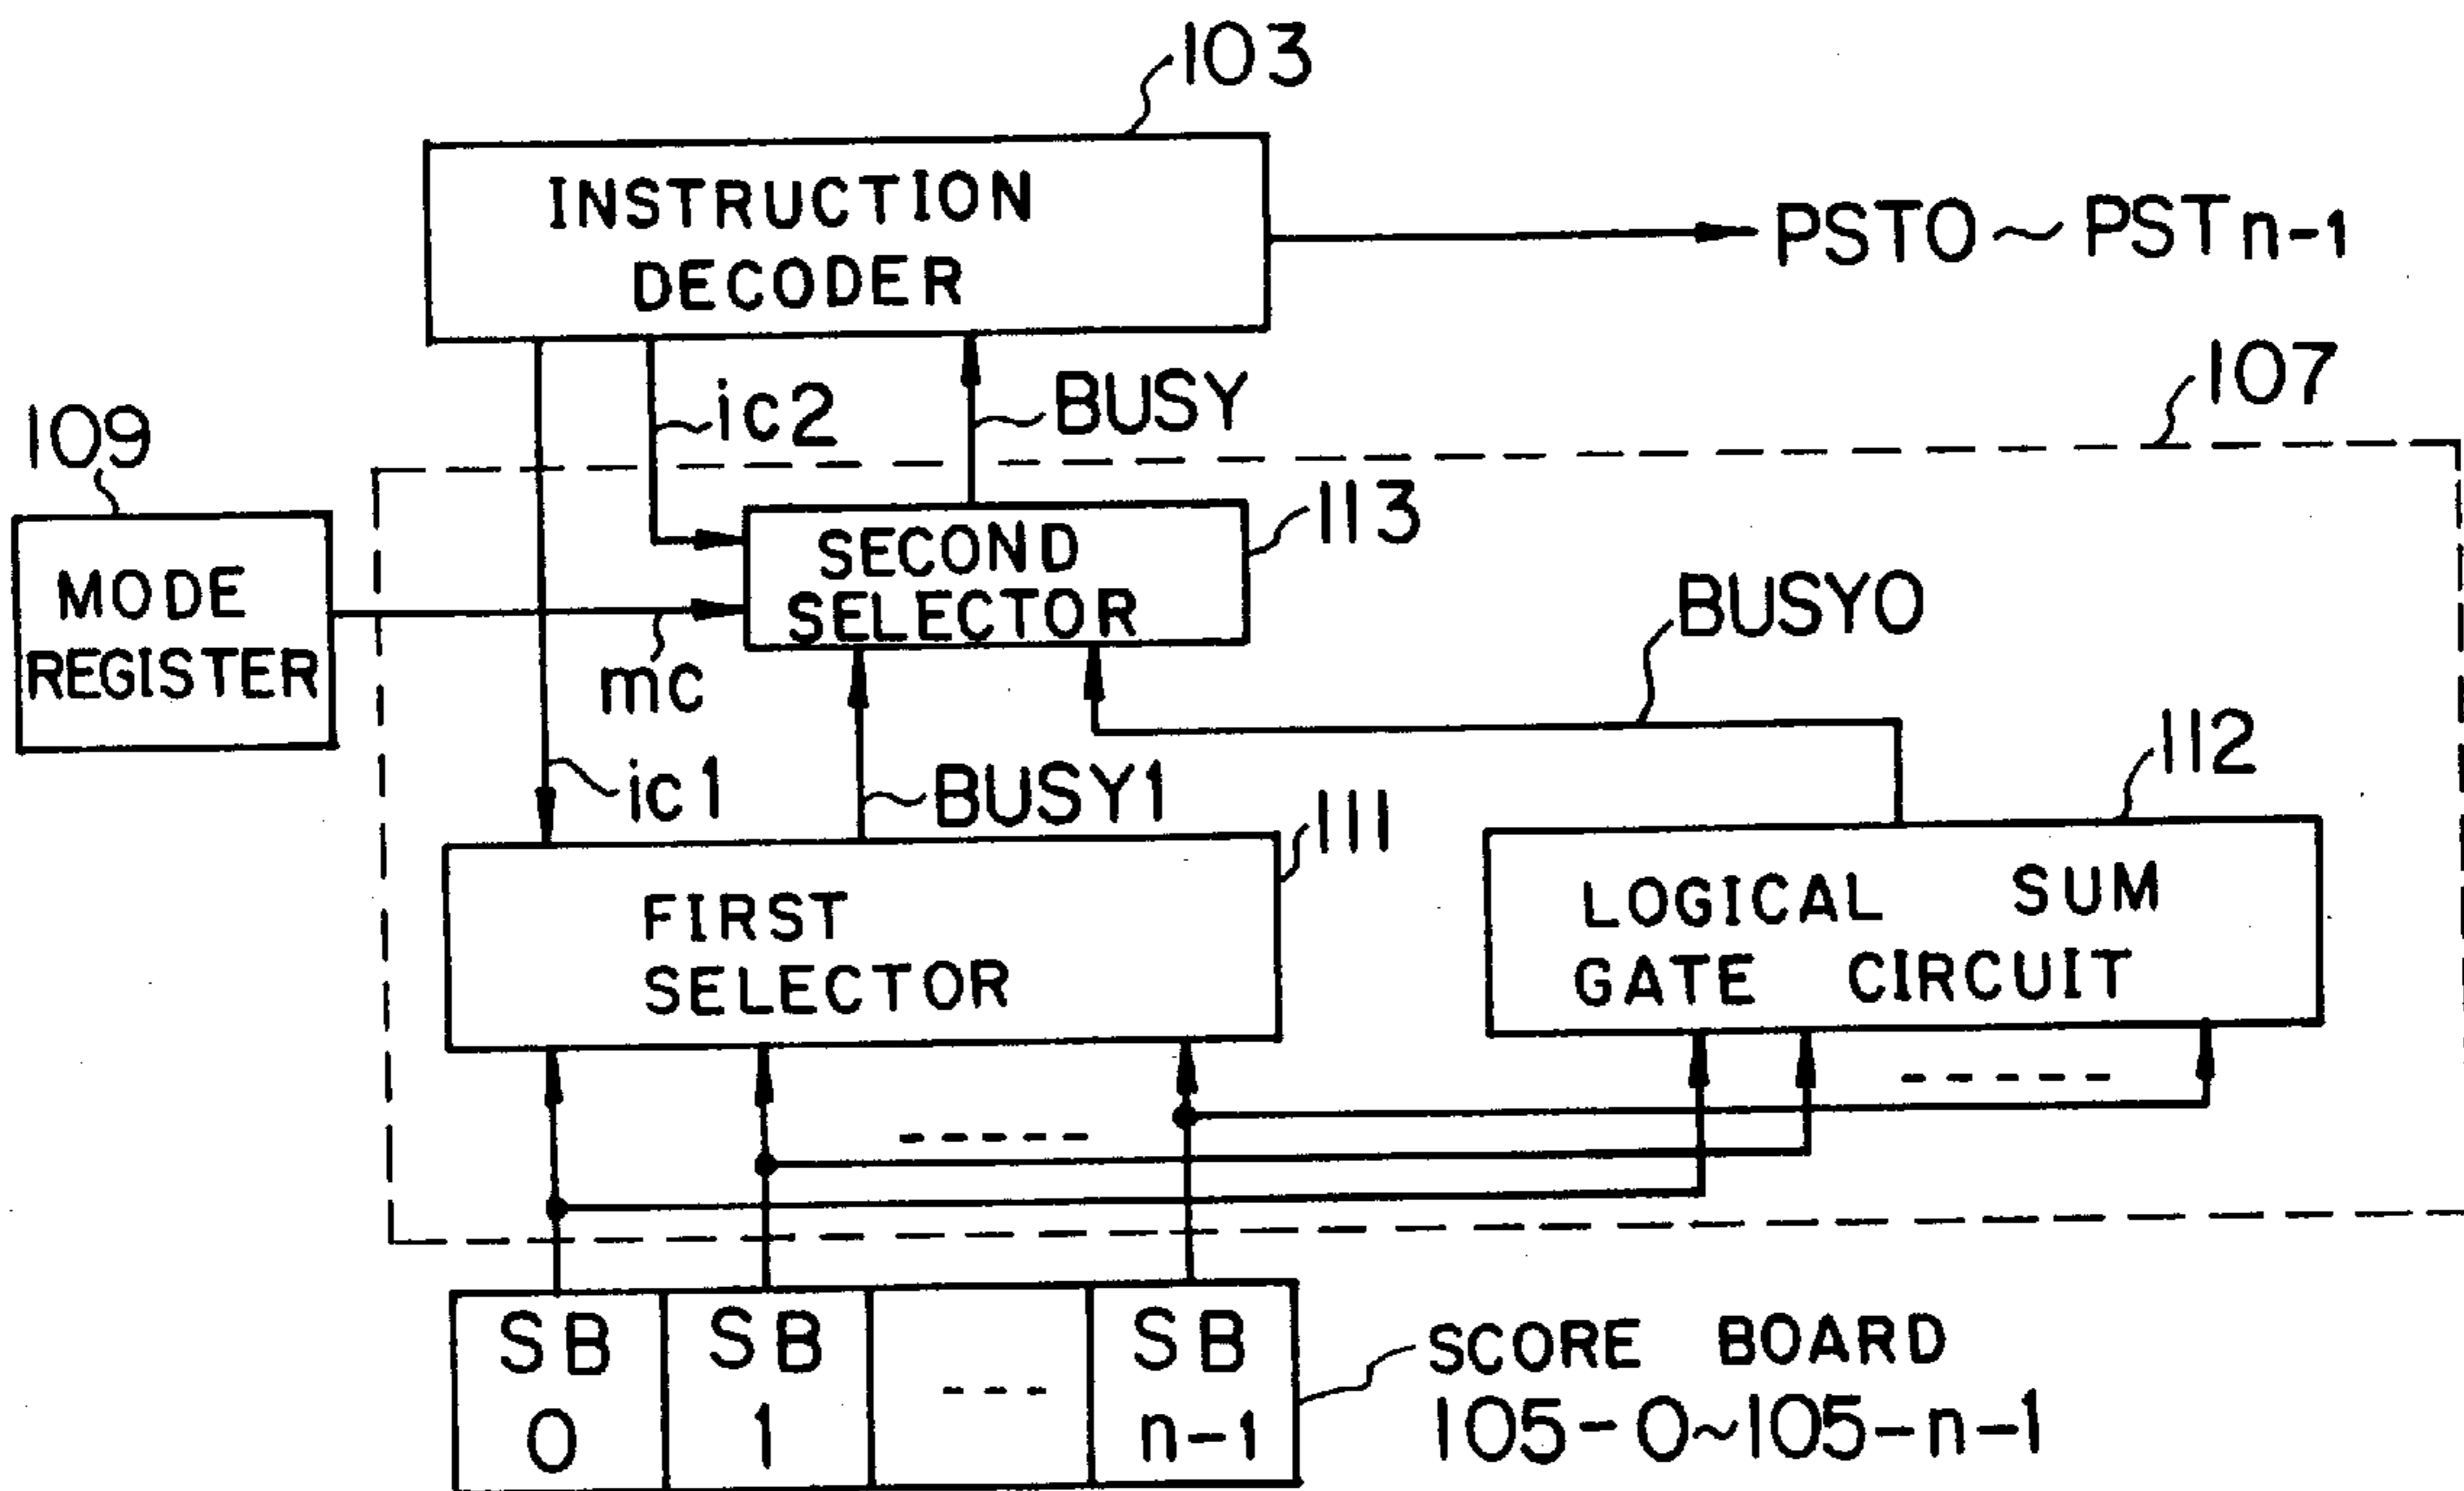 103
INSTRUCTION
DECODER
PST0~PSTn-1
107
ic2
BUSY
109
MODE
REGISTER
SECOND
SELECTOR
113
mc
BUSY0
ic1
BUSY1
111
112
FIRST
SELECTOR
LOGICAL SUM
GATE CIRCUIT
SB
0
SB
1
SB
n-1
SCORE BOARD
105-0~105-n-1